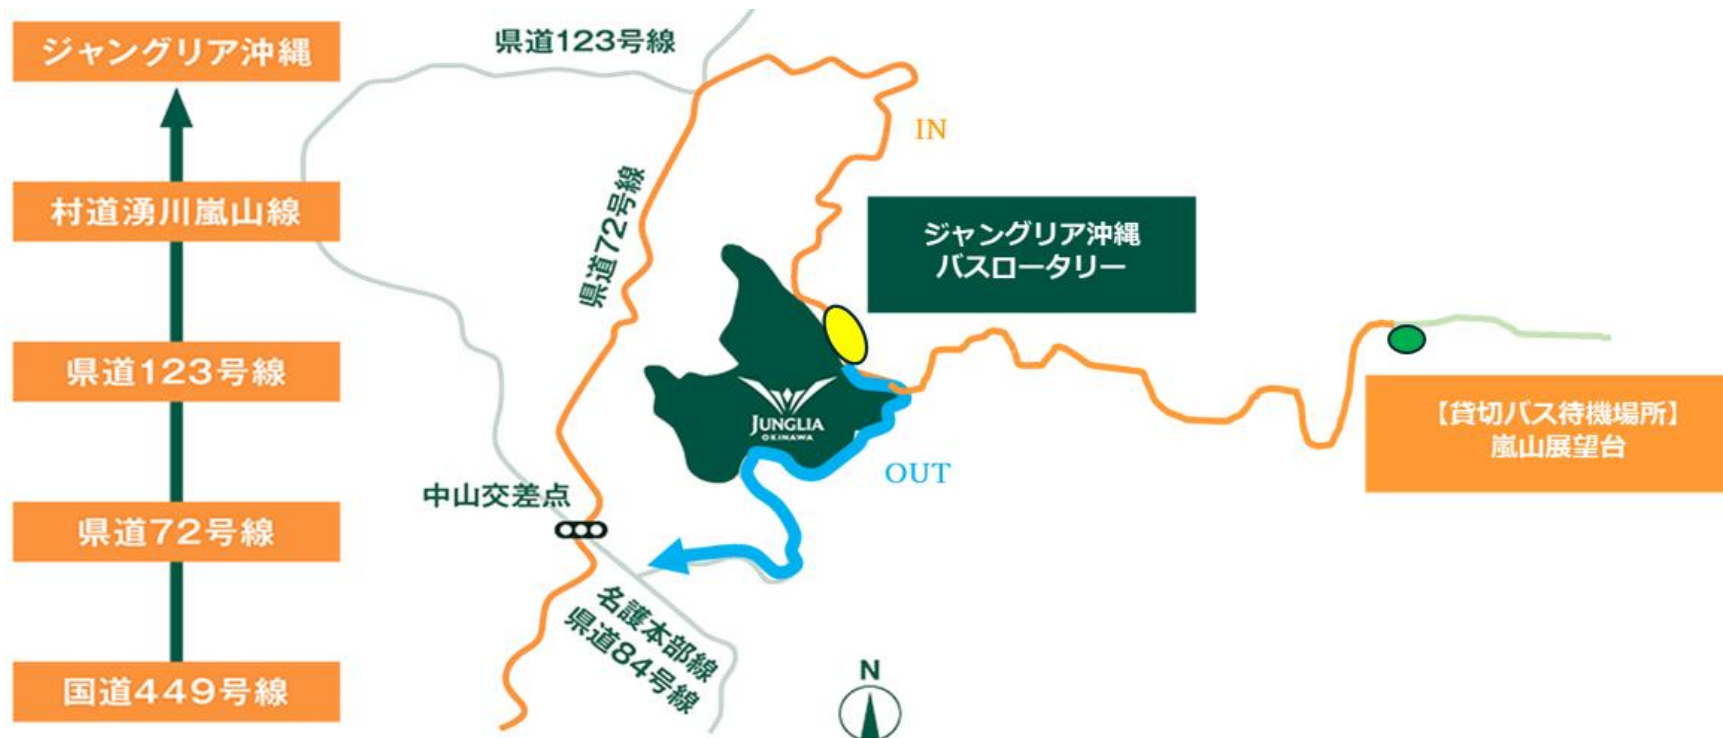 ジャングリア沖縄
村道湧川嵐山線
県道123号線
県道72号線
国道449号線
県道123号線
IN
県道72号線
ジャングリア沖縄
バスロータリー
JUNGLIA
OKINAWA
OUT
【貸切バス待機場所】
嵐山展望台
中山交差点
名護本部線
県道84号線
N